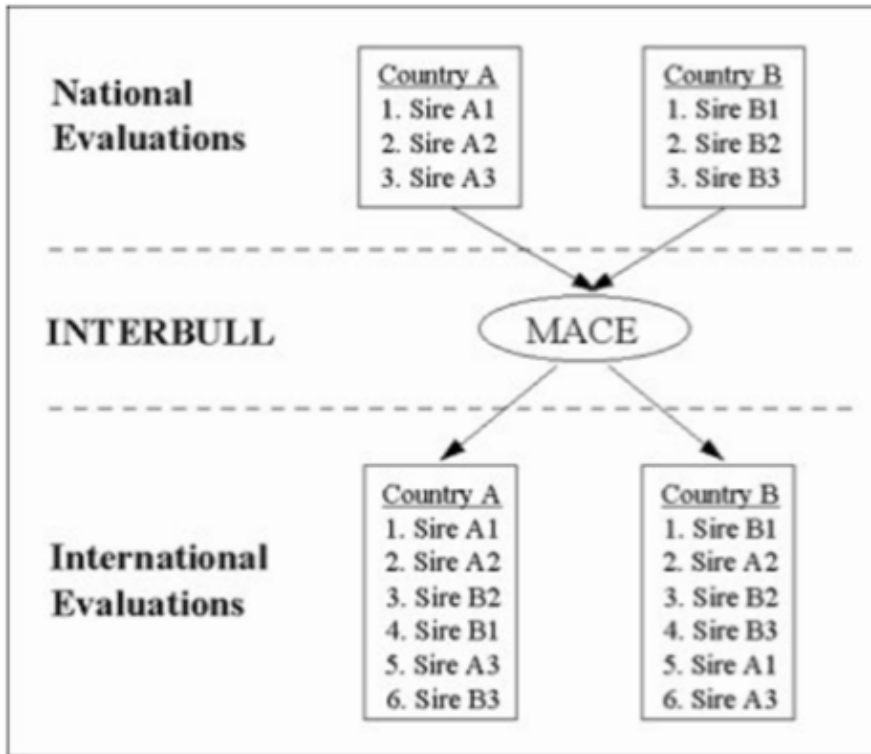 National
Evaluations
Country A
1. Sire A1
2. Sire A2
3. Sire A3
Country B
1. Sire B1
2. Sire B2
3. Sire B3
INTERBULL
MACE
International
Evaluations
Country A
1. Sire A1
2. Sire A2
3. Sire B2
4. Sire B1
5. Sire A3
6. Sire B3
Country B
1. Sire B1
2. Sire A2
3. Sire B2
4. Sire B3
5. Sire A1
6. Sire A3